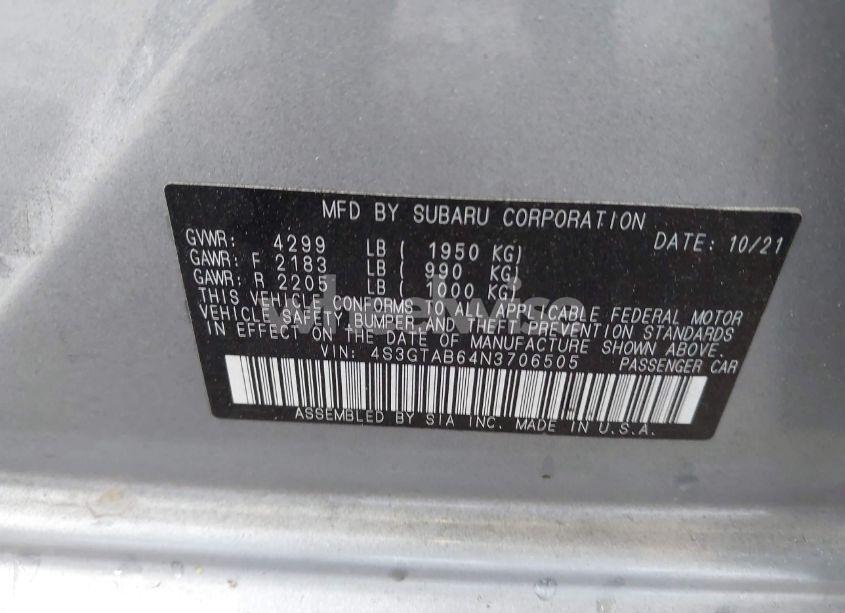 MFD BY SUBARU CORPORATION
DATE: 10/21
GVWR: 4299 LB ( 1950 KG)
GAWR: F 2183 LB ( 990 KG)
GAWR: R 2205 LB ( 1000 KG)
THIS VEHICLE CONFORMS TO ALL APPLICABLE FEDERAL MOTOR
VEHICLE SAFETY, BUMPER, AND THEFT PREVENTION STANDARDS
IN EFFECT ON THE DATE OF MANUFACTURE SHOWN ABOVE.
VIN: 4S3GTAB64N3706505 PASSENGER CAR
ASSEMBLED BY SIA INC. MADE IN U.S.A.